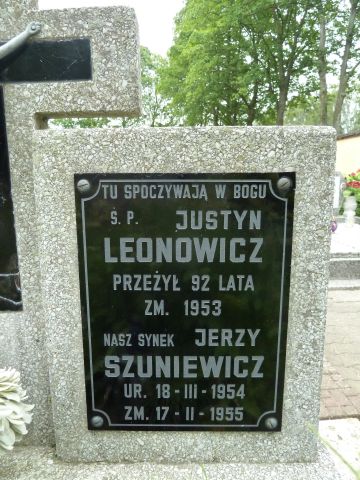 TU SPOCZYWAJĄ W BOGU
Ś. P. JUSTYN
LEONOWICZ
PRZEŻYŁ 92 LATA
ZM. 1953
NASZ SYNEK JERZY
SZUNIEWICZ
UR. 18-III-1954
ZM. 17-II-1955